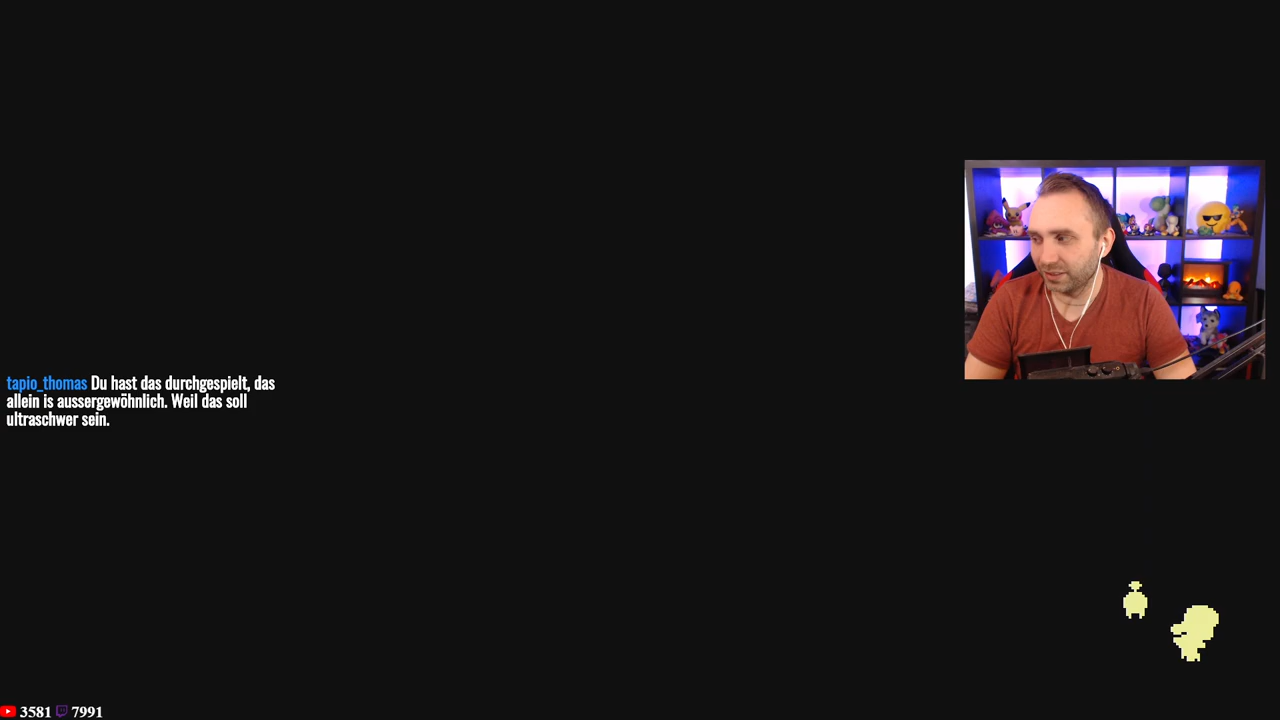 tapio_thomas Du hast das durchgespielt, das
allein is aussergewöhnlich. Weil das soll
ultraschwer sein.
3581 7991